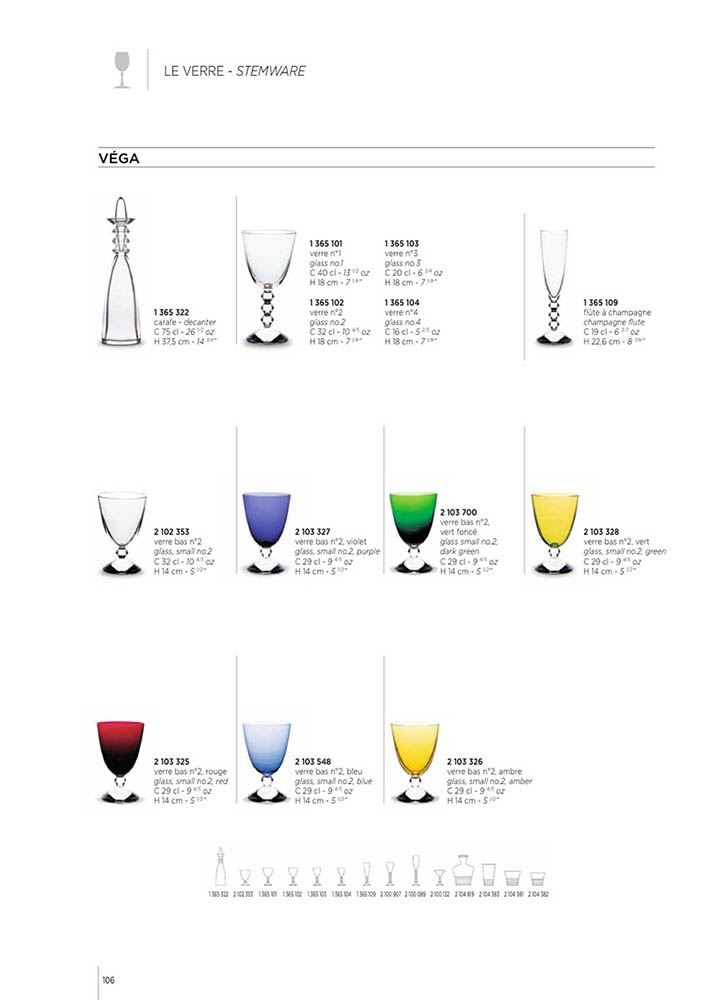 LE VERRE - STEMWARE
VÉGA
1 365 322
carafe - decanter
C 75 cl - 26 1/2 oz
H 37,5 cm - 14 3/4"
1 365 101
verre n°1
glass no.1
C 40 cl - 13 1/2 oz
H 18 cm - 7 1/8"
1 365 102
verre n°2
glass no.2
C 32 cl - 10 4/5 oz
H 18 cm - 7 1/8"
1 365 103
verre n°3
glass no.3
C 20 cl - 6 3/4 oz
H 18 cm - 7 1/8"
1 365 104
verre n°4
glass no.4
C 16 cl - 5 2/5 oz
H 18 cm - 7 1/8"
1 365 109
flûte à champagne
champagne flute
C 19 cl - 6 3/7 oz
H 22,6 cm - 8 7/8"
2 102 353
verre bas n°2
glass, small no.2
C 32 cl - 10 4/5 oz
H 14 cm - 5 1/2"
2 103 327
verre bas n°2, violet
glass, small no.2, purple
C 29 cl - 9 4/5 oz
H 14 cm - 5 1/2"
2 103 700
verre bas n°2,
vert foncé
glass small no.2,
dark green
C 29 cl - 9 4/5 oz
H 14 cm - 5 1/2"
2 103 328
verre bas n°2, vert
glass, small no.2, green
C 29 cl - 9 4/5 oz
H 14 cm - 5 1/2"
2 103 325
verre bas n°2, rouge
glass, small no.2, red
C 29 cl - 9 4/5 oz
H 14 cm - 5 1/2"
2 103 548
verre bas n°2, bleu
glass, small no.2, blue
C 29 cl - 9 4/5 oz
H 14 cm - 5 1/2"
2 103 326
verre bas n°2, ambre
glass, small no.2, amber
C 29 cl - 9 4/5 oz
H 14 cm - 5 1/2"
1 365 322 2 102 353 1 365 101 1 365 102 1 365 103 1 365 104 1 365 109 2 100 907 2 100 089 2 100 132 2 104 819 2 104 383 2 104 381 2 104 382
106